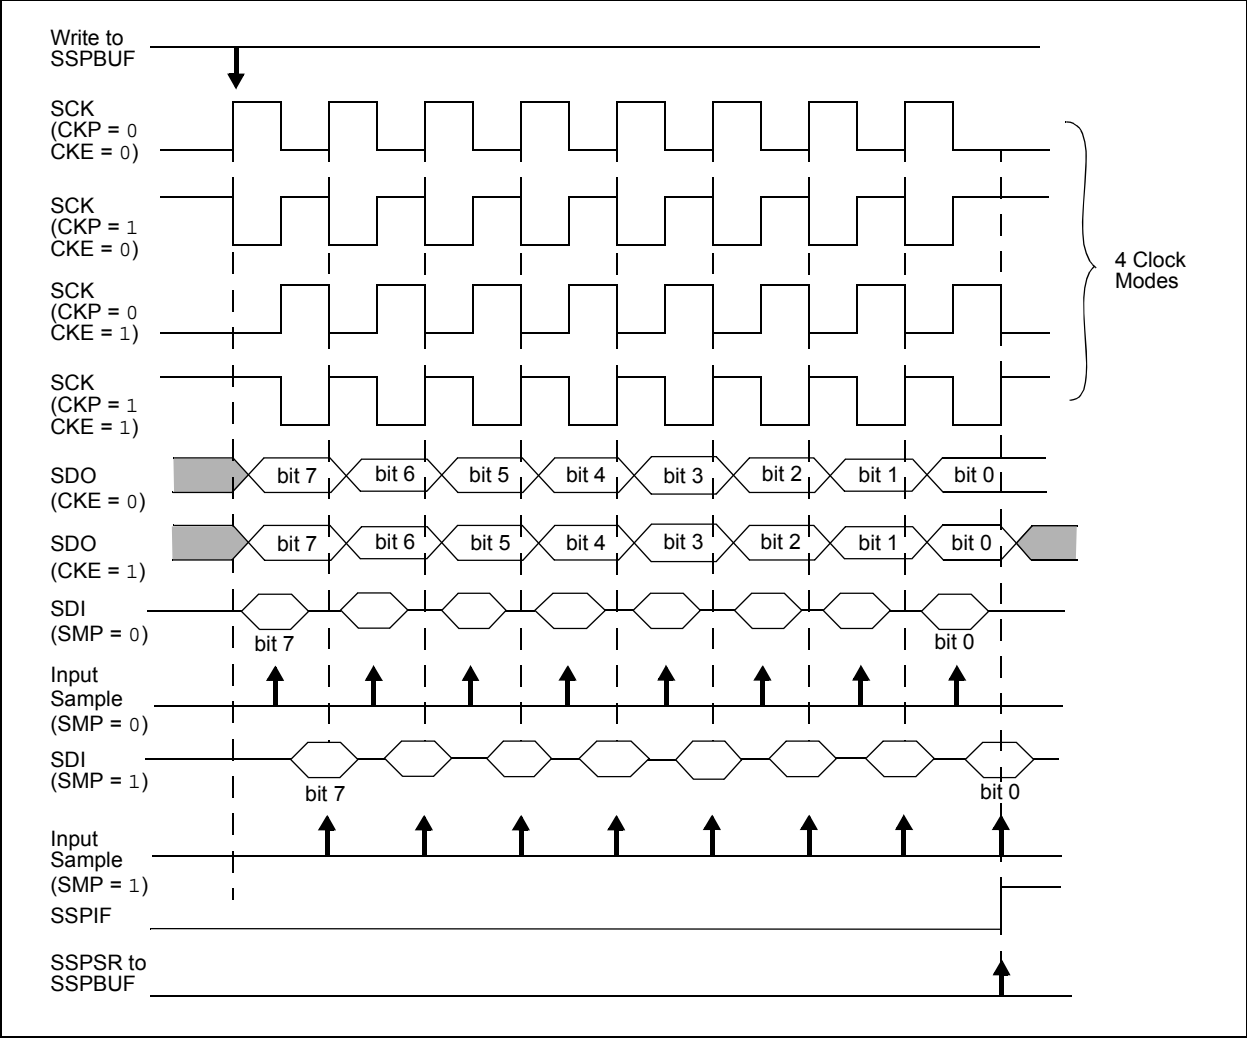 Write to
SSPBUF
SCK
(CKP = 0
CKE = 0)
SCK
(CKP = 1
CKE = 0)
SCK
(CKP = 0
CKE = 1)
SCK
(CKP = 1
CKE = 1)
4 Clock
Modes
SDO
(CKE = 0)
bit 7 bit 6 bit 5 bit 4 bit 3 bit 2 bit 1 bit 0
SDO
(CKE = 1)
bit 7 bit 6 bit 5 bit 4 bit 3 bit 2 bit 1 bit 0
SDI
(SMP = 0)
bit 7 bit 0
Input
Sample
(SMP = 0)
SDI
(SMP = 1)
bit 7 bit 0
Input
Sample
(SMP = 1)
SSPIF
SSPSR to
SSPBUF